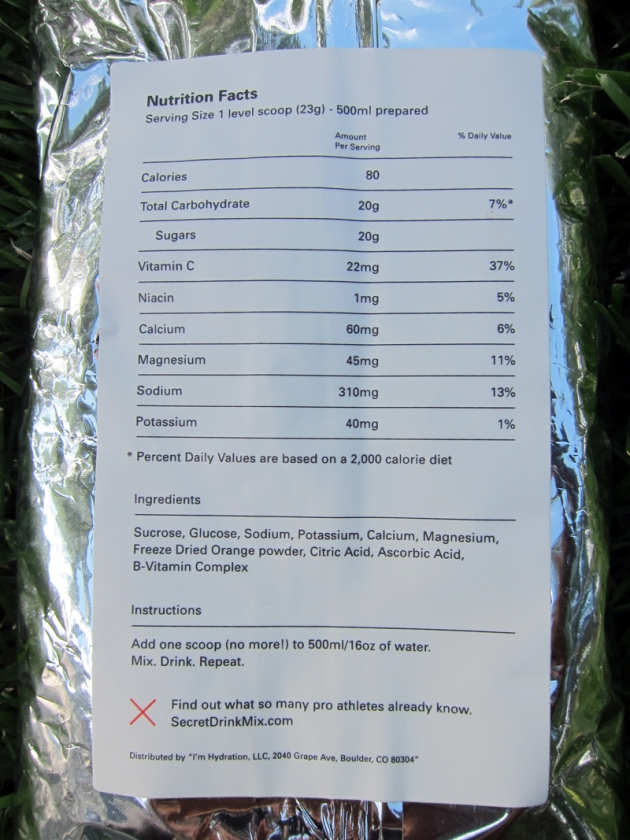 Nutrition Facts
Serving Size 1 level scoop (23g) - 500ml prepared
Amount Per Serving % Daily Value
Calories 80
Total Carbohydrate 20g 7%*
Sugars 20g
Vitamin C 22mg 37%
Niacin 1mg 5%
Calcium 60mg 6%
Magnesium 45mg 11%
Sodium 310mg 13%
Potassium 40mg 1%
* Percent Daily Values are based on a 2,000 calorie diet
Ingredients
Sucrose, Glucose, Sodium, Potassium, Calcium, Magnesium,
Freeze Dried Orange powder, Citric Acid, Ascorbic Acid,
B-Vitamin Complex
Instructions
Add one scoop (no more!) to 500ml/16oz of water.
Mix. Drink. Repeat.
Find out what so many pro athletes already know.
SecretDrinkMix.com
Distributed by "I'm Hydration, LLC, 2040 Grape Ave, Boulder, CO 80304"